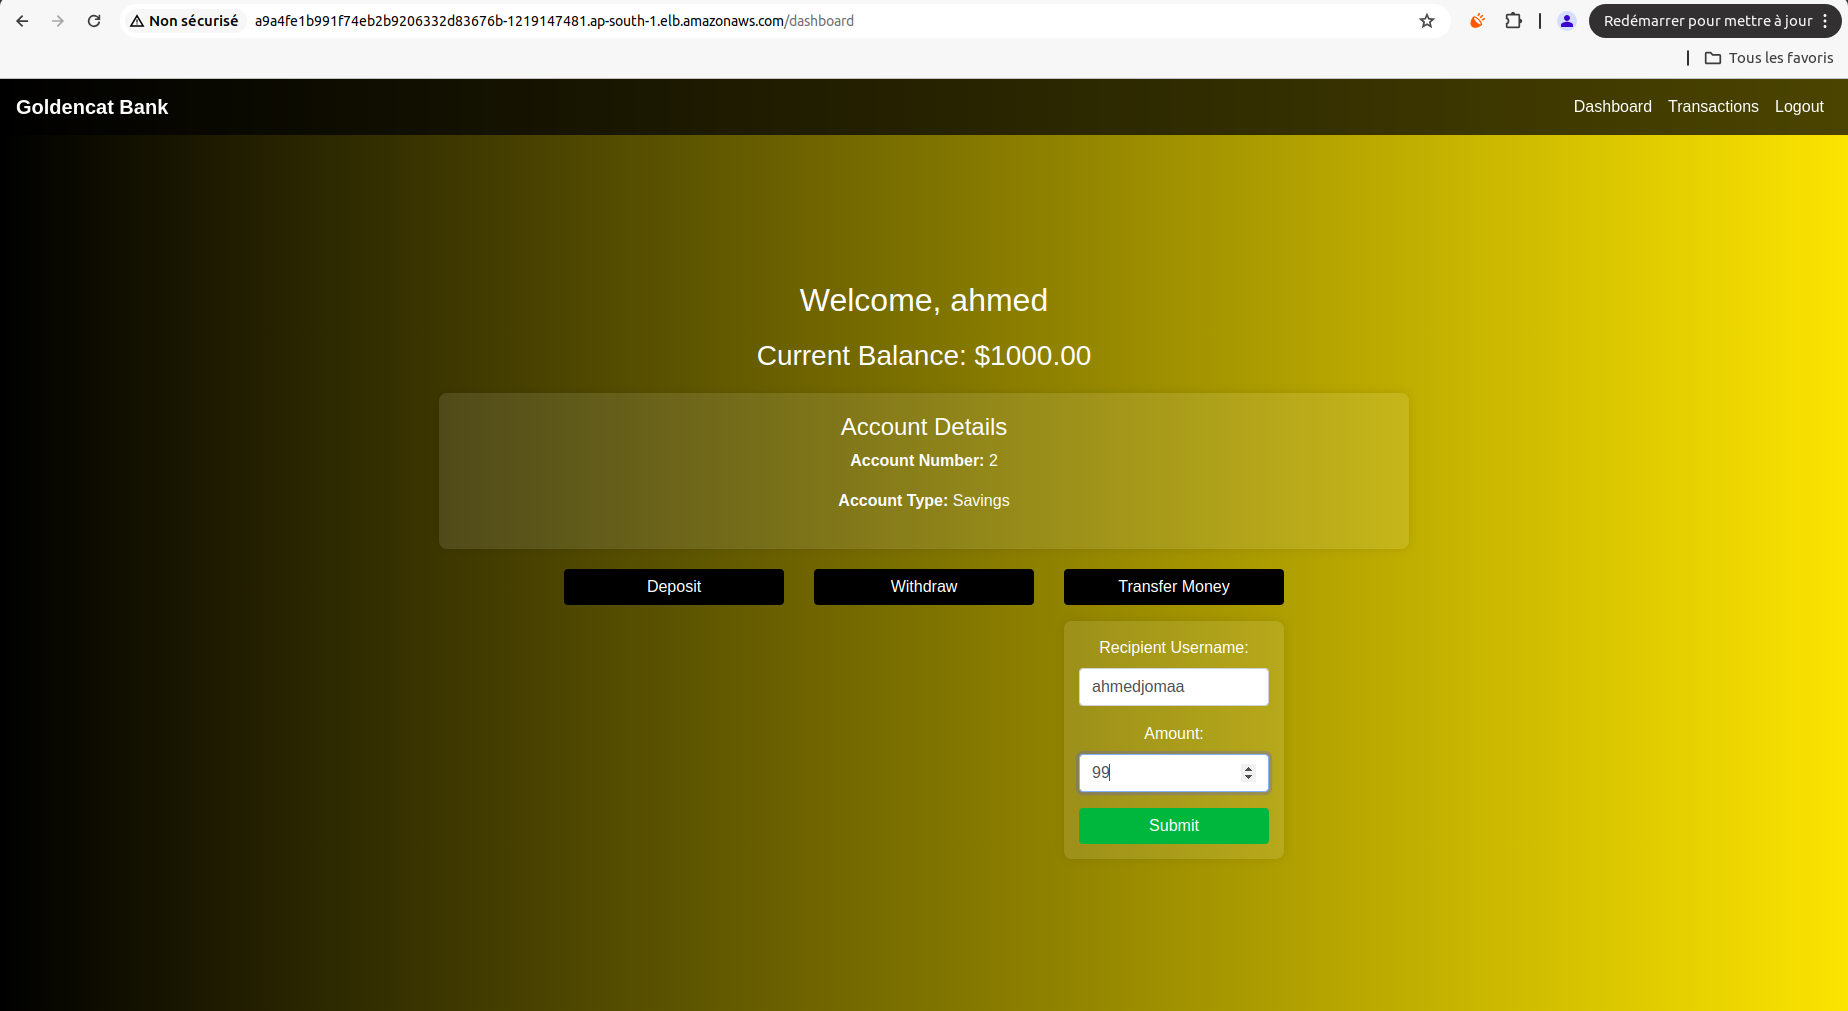 Non sécurisé a9a4fe1b991f74eb2b9206332d83676b-1219147481.ap-south-1.elb.amazonaws.com/dashboard Redémarrer pour mettre à jour
Tous les favoris
Goldencat Bank Dashboard Transactions Logout
Welcome, ahmed
Current Balance: $1000.00
Account Details
Account Number: 2
Account Type: Savings
Deposit Withdraw Transfer Money
Recipient Username:
ahmedjomaa
Amount:
99
Submit